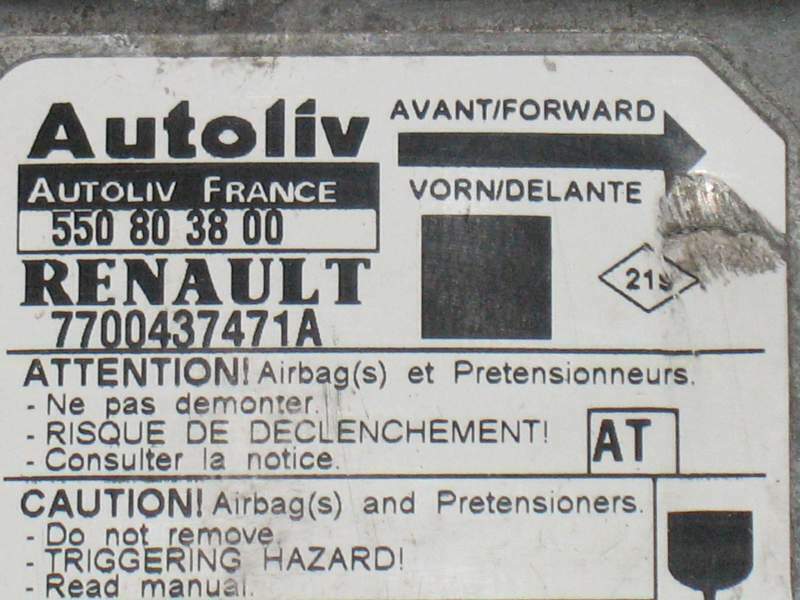 Autoliv
AUTOLIV FRANCE
550 80 38 00
RENAULT
7700437471A
AVANT/FORWARD
VORN/DELANTE
ATTENTION! Airbag(s) et Pretensionneurs.
- Ne pas demonter.
- RISQUE DE DECLENCHEMENT!
- Consulter la notice.
AT
CAUTION! Airbag(s) and Pretensioners.
- Do not remove.
- TRIGGERING HAZARD!
- Read manual.